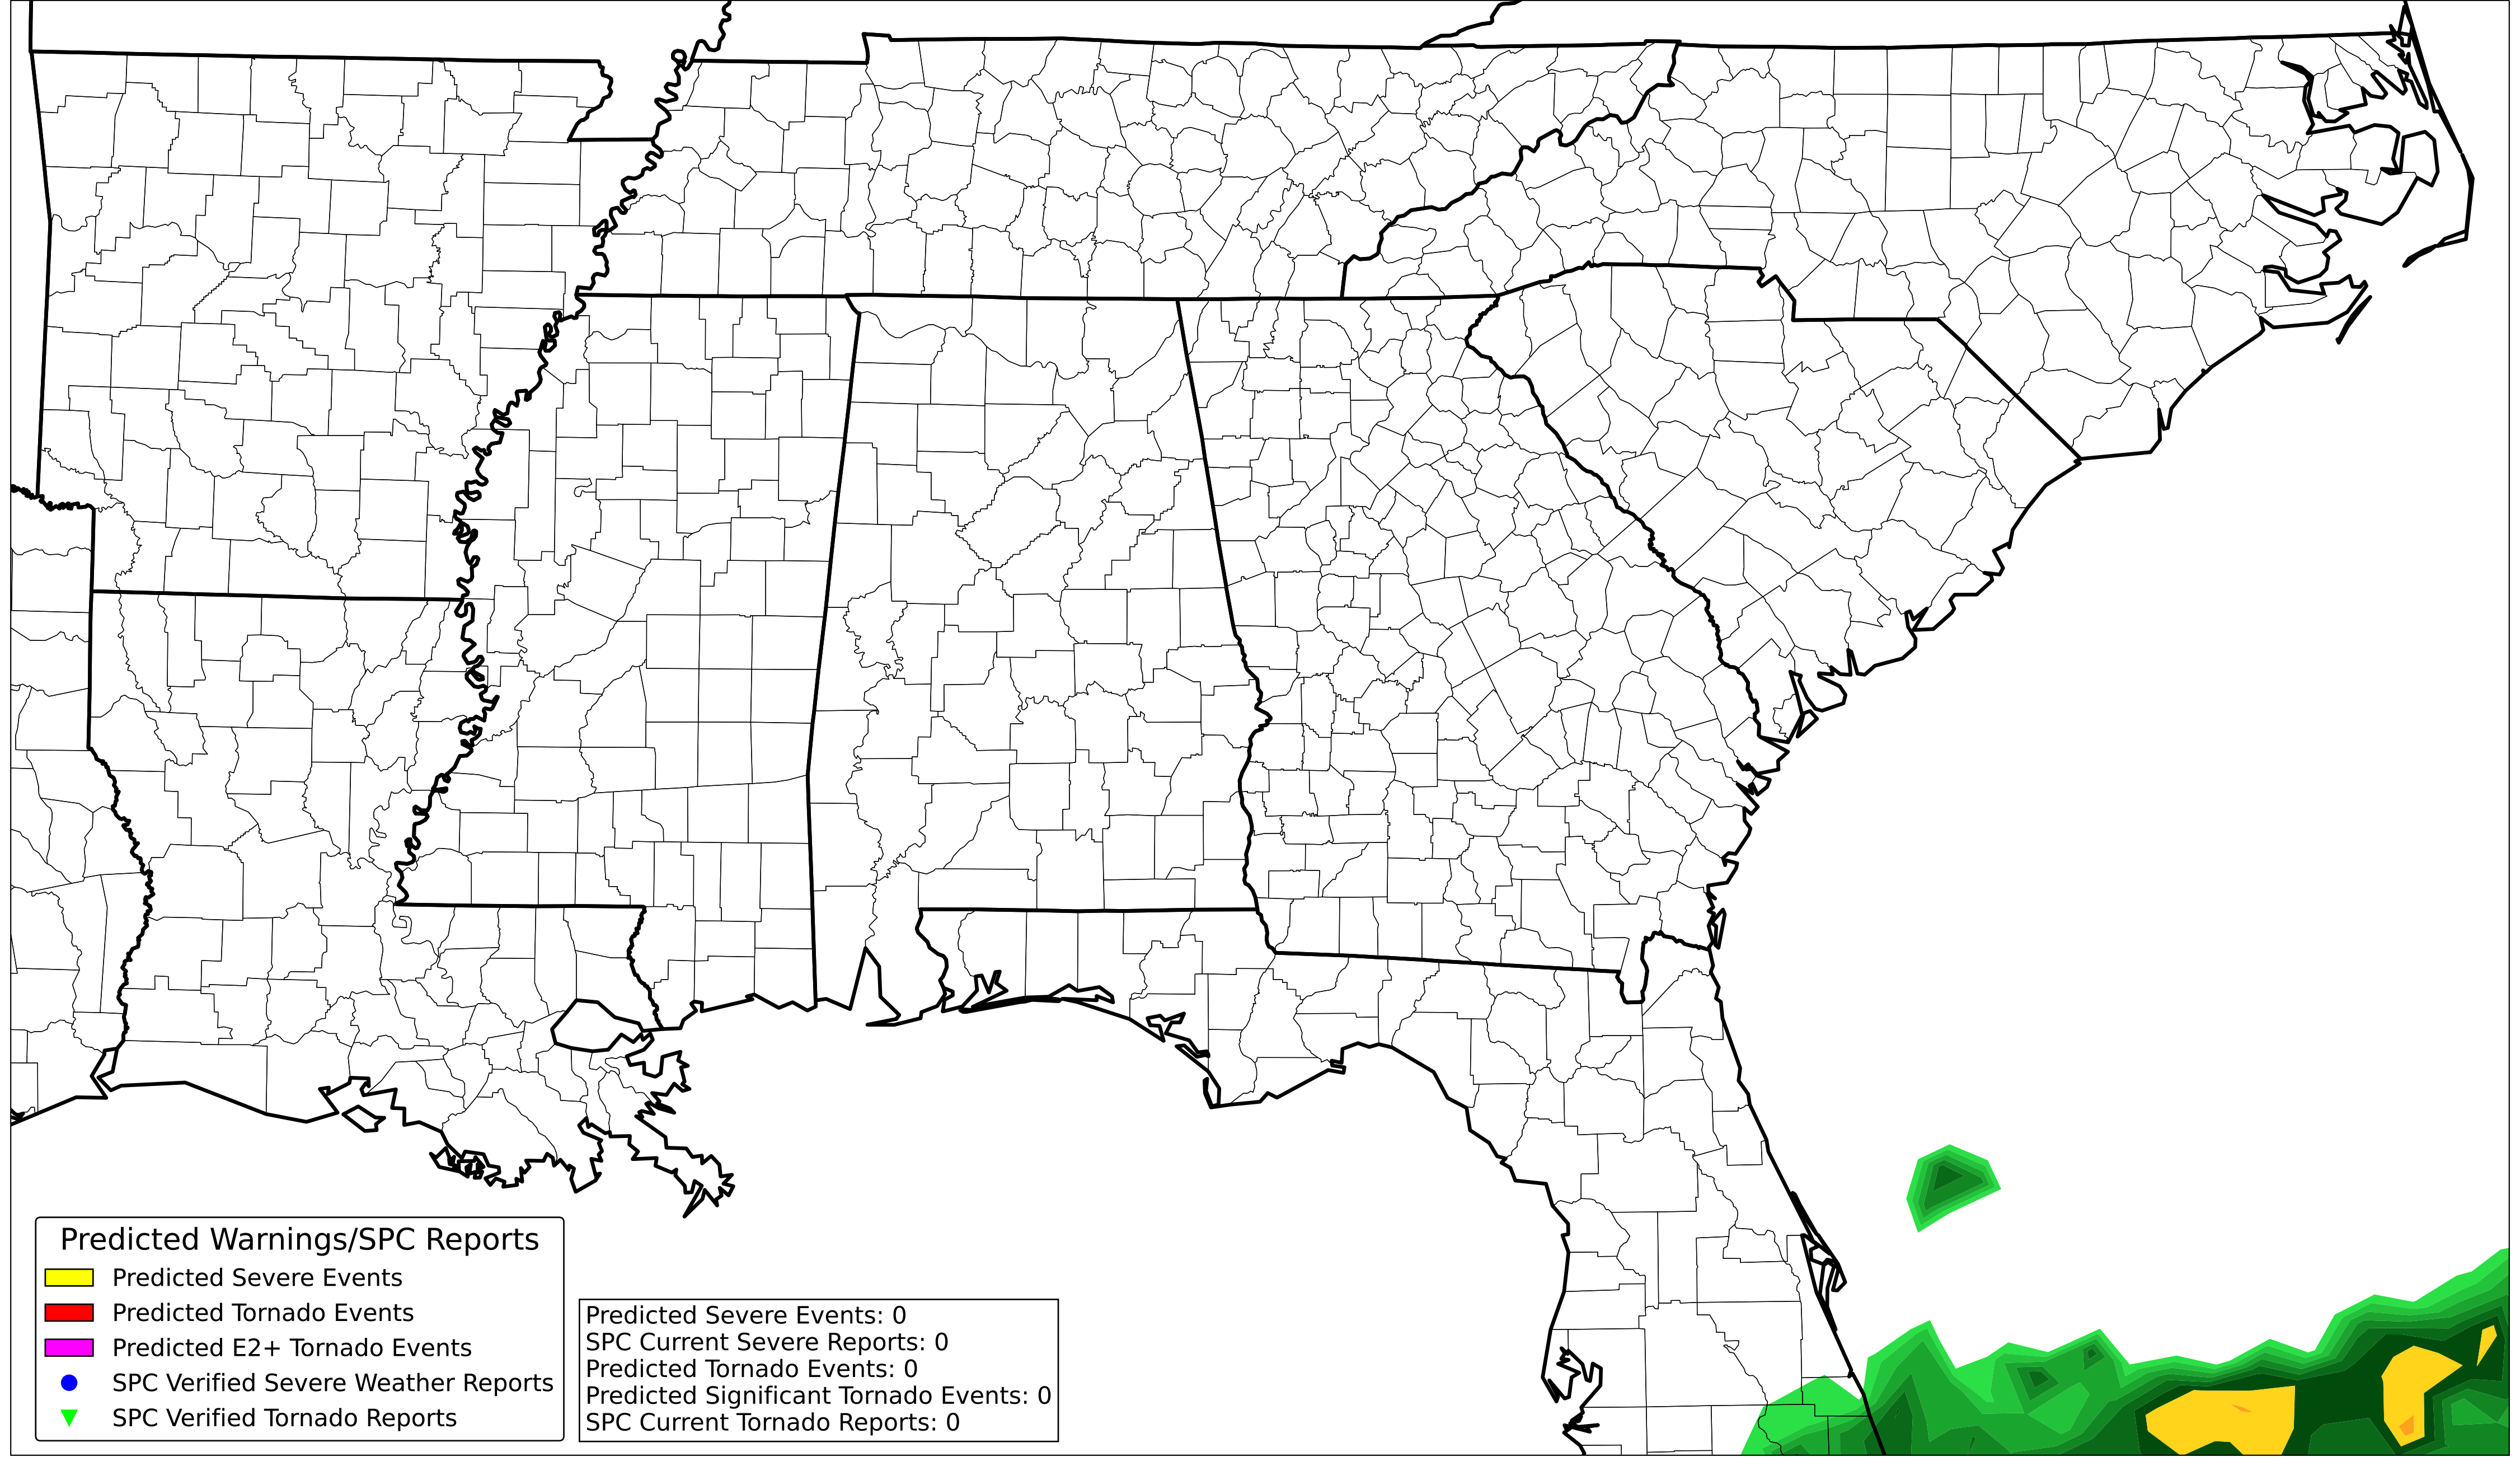 Predicted Warnings/SPC Reports
Predicted Severe Events
Predicted Tornado Events
Predicted E2+ Tornado Events
SPC Verified Severe Weather Reports
SPC Verified Tornado Reports
Predicted Severe Events: 0
SPC Current Severe Reports: 0
Predicted Tornado Events: 0
Predicted Significant Tornado Events: 0
SPC Current Tornado Reports: 0